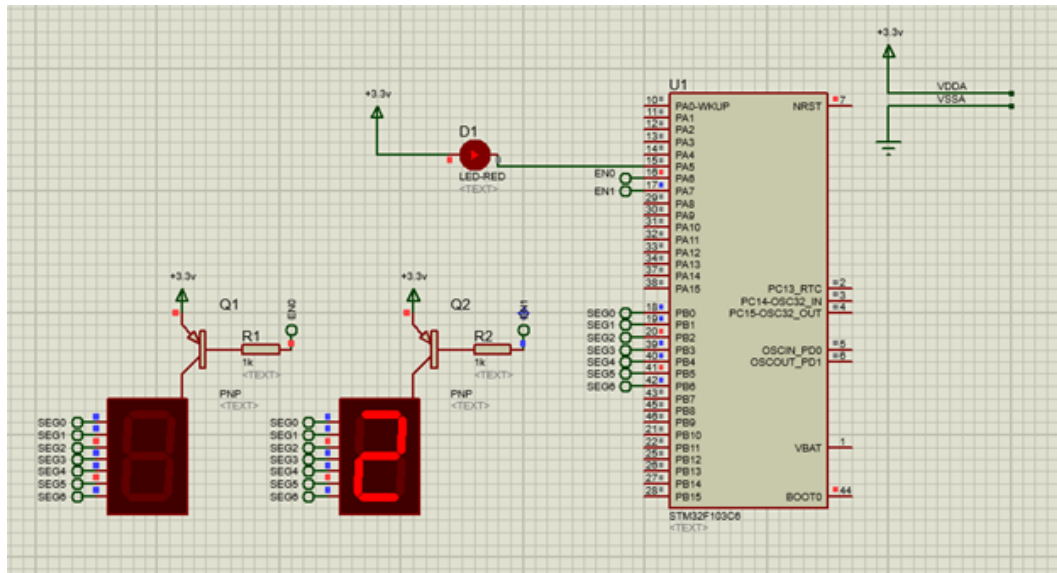 +3.3v
VDDA
VSSA
+3.3v
D1
LED-RED
<TEXT>
U1
10 PA0-WKUP
11 PA1
12 PA2
13 PA3
14 PA4
15 PA5
EN0 16 PA6
EN1 17 PA7
29 PA8
30 PA9
31 PA10
32 PA11
33 PA12
34 PA13
37 PA14
38 PA15
SEG0 18 PB0
SEG1 19 PB1
SEG2 20 PB2
SEG3 39 PB3
SEG4 40 PB4
SEG5 41 PB5
SEG6 42 PB6
43 PB7
45 PB8
46 PB9
21 PB10
22 PB11
25 PB12
26 PB13
27 PB14
28 PB15
NRST 7
PC13_RTC 2
PC14-OSC32_IN 3
PC15-OSC32_OUT 4
OSCIN_PD0 5
OSCOUT_PD1 6
VBAT 1
BOOT0 44
STM32F103C6
<TEXT>
+3.3v
Q1
EN0
R1
1k
<TEXT>
PNP
<TEXT>
SEG0
SEG1
SEG2
SEG3
SEG4
SEG5
SEG6
+3.3v
Q2
EN1
R2
1k
<TEXT>
PNP
<TEXT>
SEG0
SEG1
SEG2
SEG3
SEG4
SEG5
SEG6
2